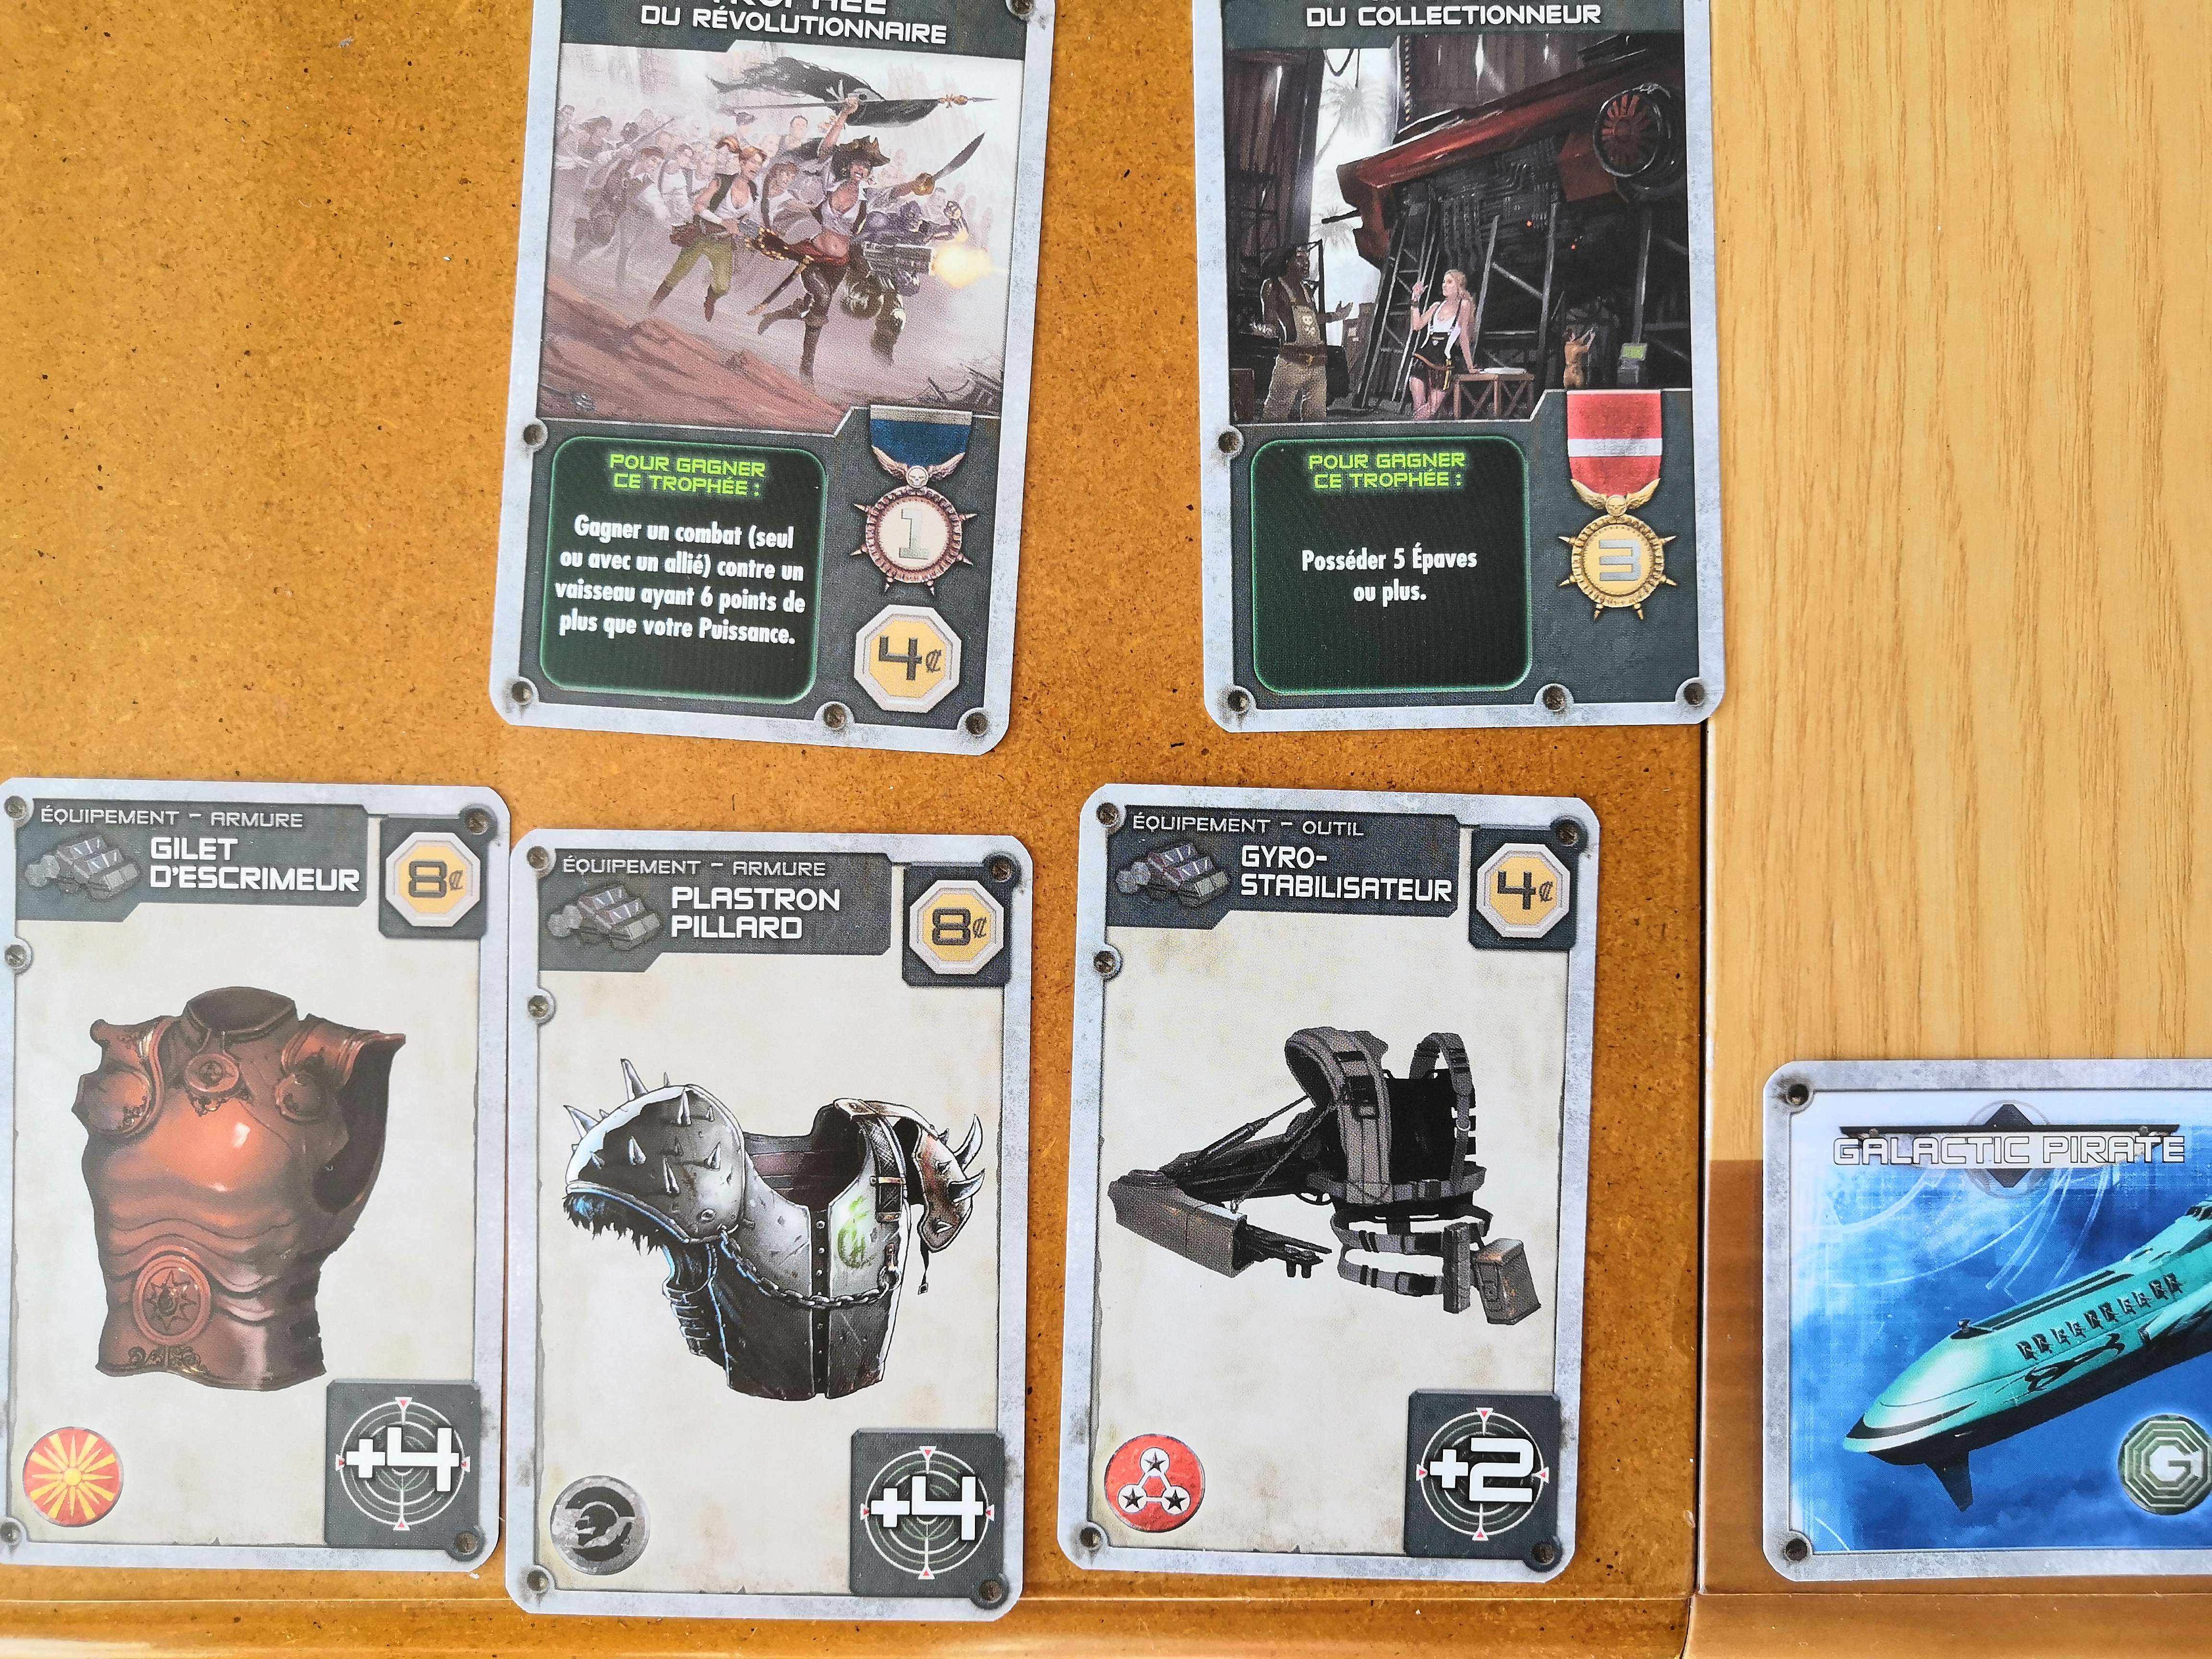 TROPHÉE
DU RÉVOLUTIONNAIRE
POUR GAGNER
CE TROPHÉE :
Gagner un combat (seul
ou avec un allié) contre un
vaisseau ayant 6 points de
plus que votre Puissance.
1
4₡
DU COLLECTIONNEUR
POUR GAGNER
CE TROPHÉE :
Posséder 5 Épaves
ou plus.
3
ÉQUIPEMENT - ARMURE
GILET
D'ESCRIMEUR
8₡
+4
ÉQUIPEMENT - ARMURE
PLASTRON
PILLARD
8₡
+4
ÉQUIPEMENT - OUTIL
GYRO-
STABILISATEUR
4₡
+2
GALACTIC PIRATE
G